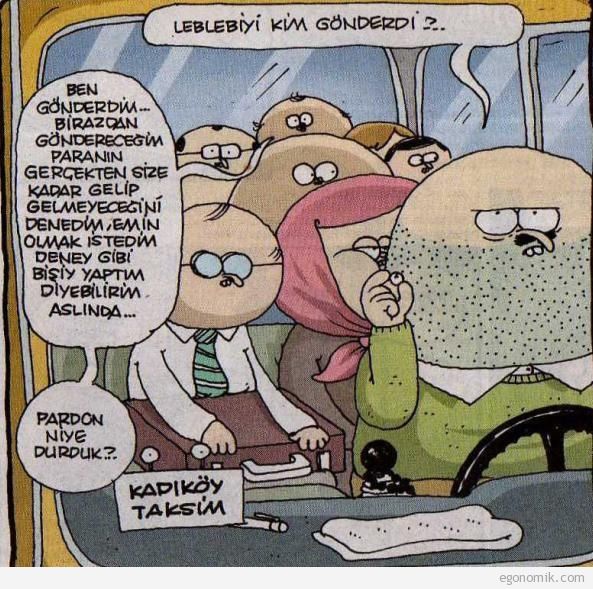 LEBLEBİYİ KİM GÖNDERDİ ?..
BEN
GÖNDERDİM...
BİRAZDAN
GÖNDERECEĞİM
PARANIN
GERÇEKTEN SİZE
KADAR GELİP
GELMEYECEĞİNİ
DENEDİM, EMİN
OLMAK İSTEDİM
DENEY GİBİ
BİŞİY YAPTIM
DİYEBİLİRİM
ASLINDA...
PARDON
NİYE
DURDUK?..
KADIKÖY
TAKSİM
egonomik.com